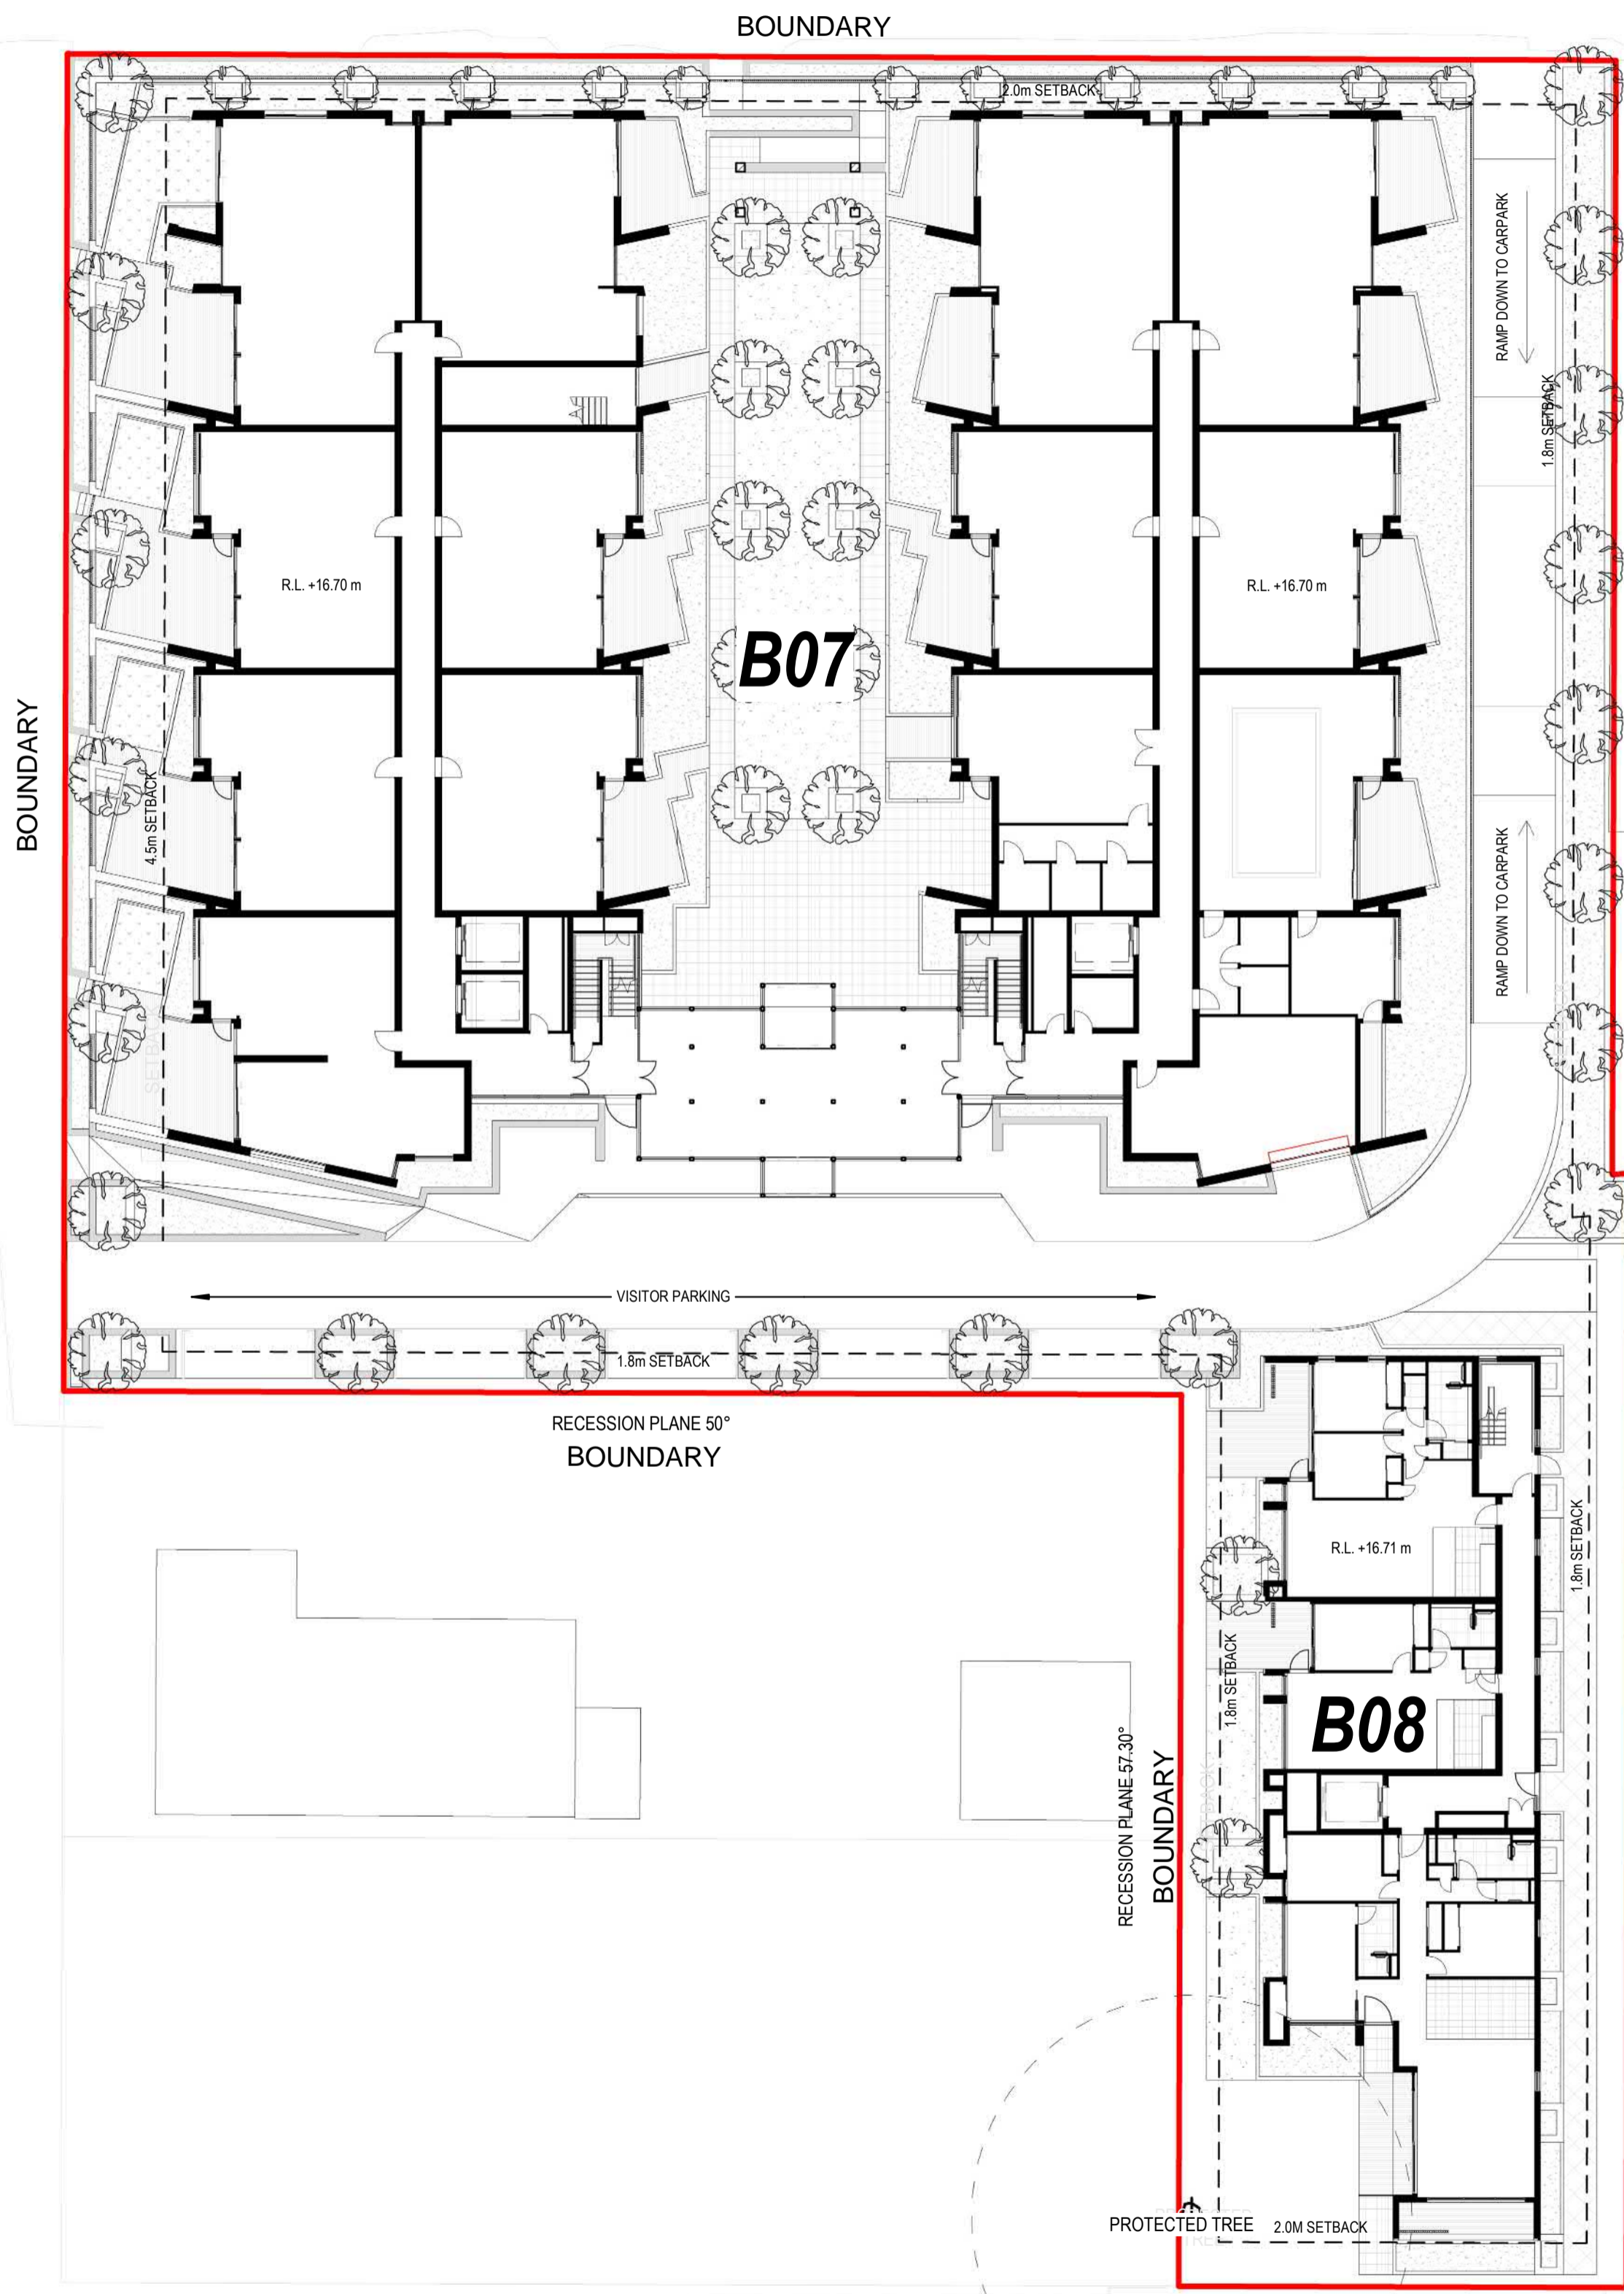 BOUNDARY
2.0m SETBACK
RAMP DOWN TO CARPARK
1.8m SETBACK
R.L. +16.70 m
R.L. +16.70 m
B07
BOUNDARY
4.5m SETBACK
RAMP DOWN TO CARPARK
VISITOR PARKING
1.8m SETBACK
RECESSION PLANE 50°
BOUNDARY
R.L. +16.71 m
1.8m SETBACK
1.8m SETBACK
B08
RECESSION PLANE 57.30°
BOUNDARY
PROTECTED TREE
2.0M SETBACK